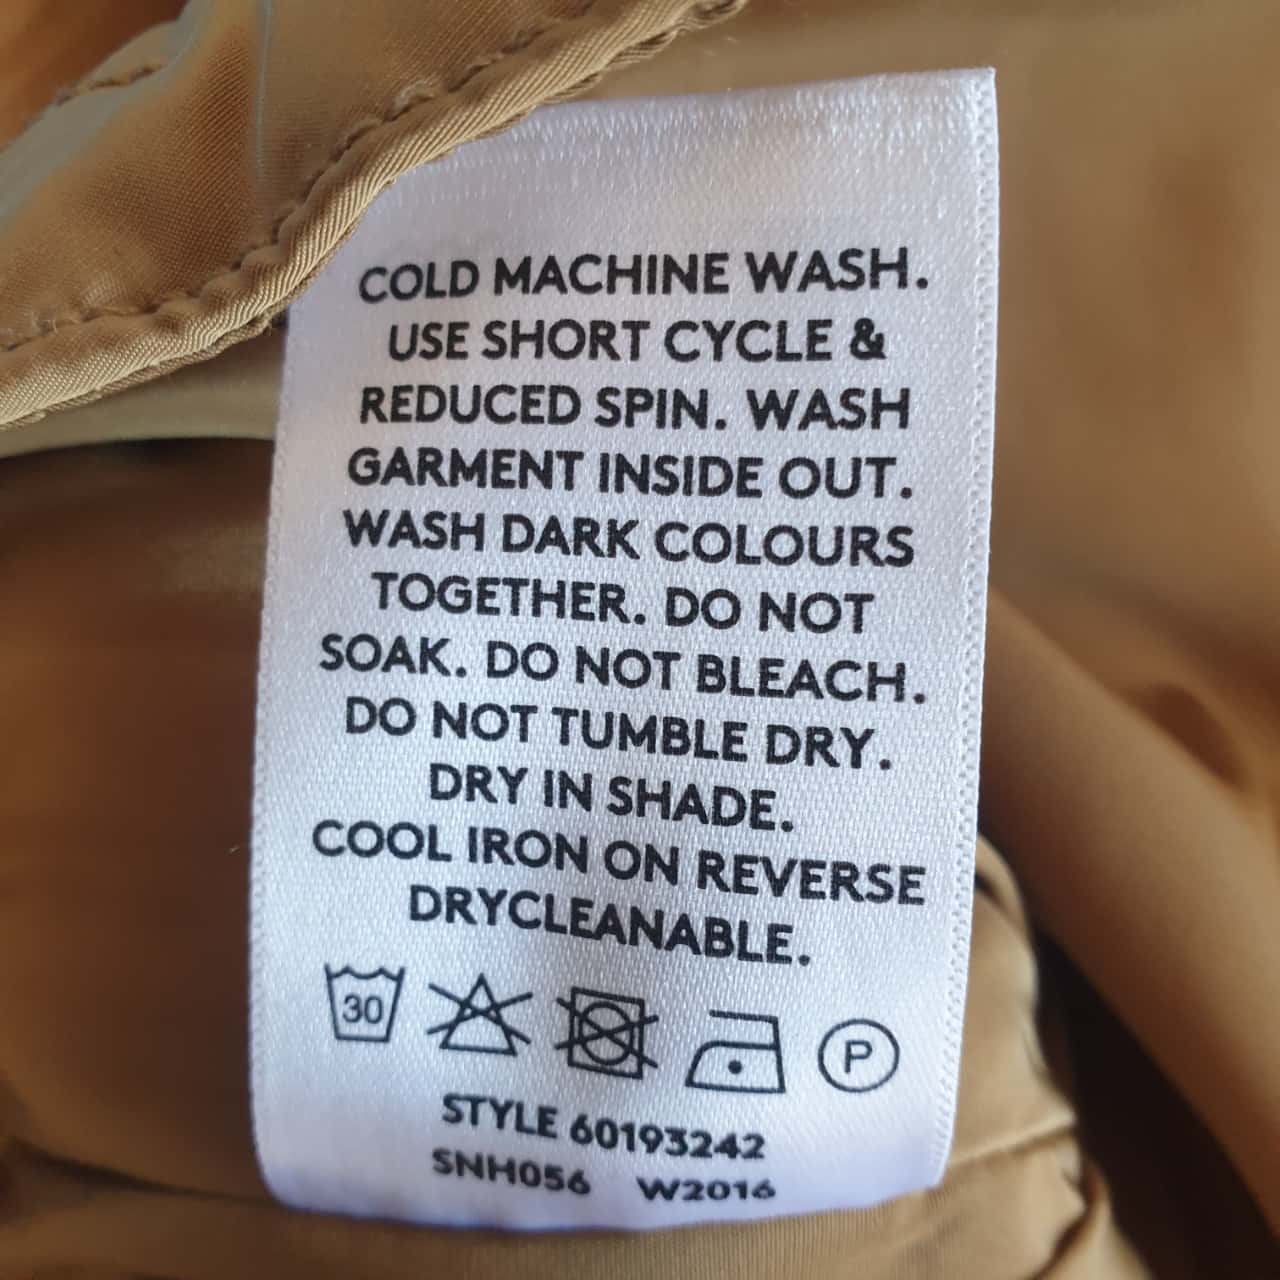 COLD MACHINE WASH.
USE SHORT CYCLE &
REDUCED SPIN. WASH
GARMENT INSIDE OUT.
WASH DARK COLOURS
TOGETHER. DO NOT
SOAK. DO NOT BLEACH.
DO NOT TUMBLE DRY.
DRY IN SHADE.
COOL IRON ON REVERSE
DRYCLEANABLE.
30 P
STYLE 60193242
SNH056 W2016